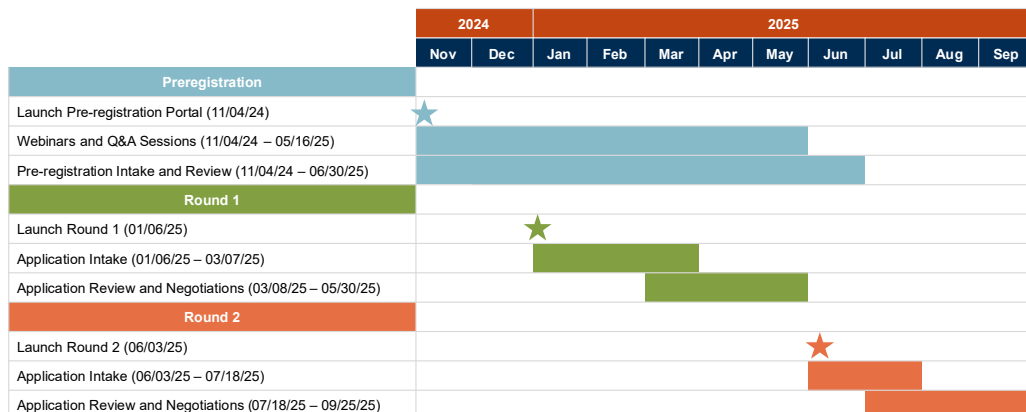 2024 2025
Nov Dec Jan Feb Mar Apr May Jun Jul Aug Sep
Preregistration
Launch Pre-registration Portal (11/04/24)
Webinars and Q&A Sessions (11/04/24 – 05/16/25)
Pre-registration Intake and Review (11/04/24 – 06/30/25)
Round 1
Launch Round 1 (01/06/25)
Application Intake (01/06/25 – 03/07/25)
Application Review and Negotiations (03/08/25 – 05/30/25)
Round 2
Launch Round 2 (06/03/25)
Application Intake (06/03/25 – 07/18/25)
Application Review and Negotiations (07/18/25 – 09/25/25)